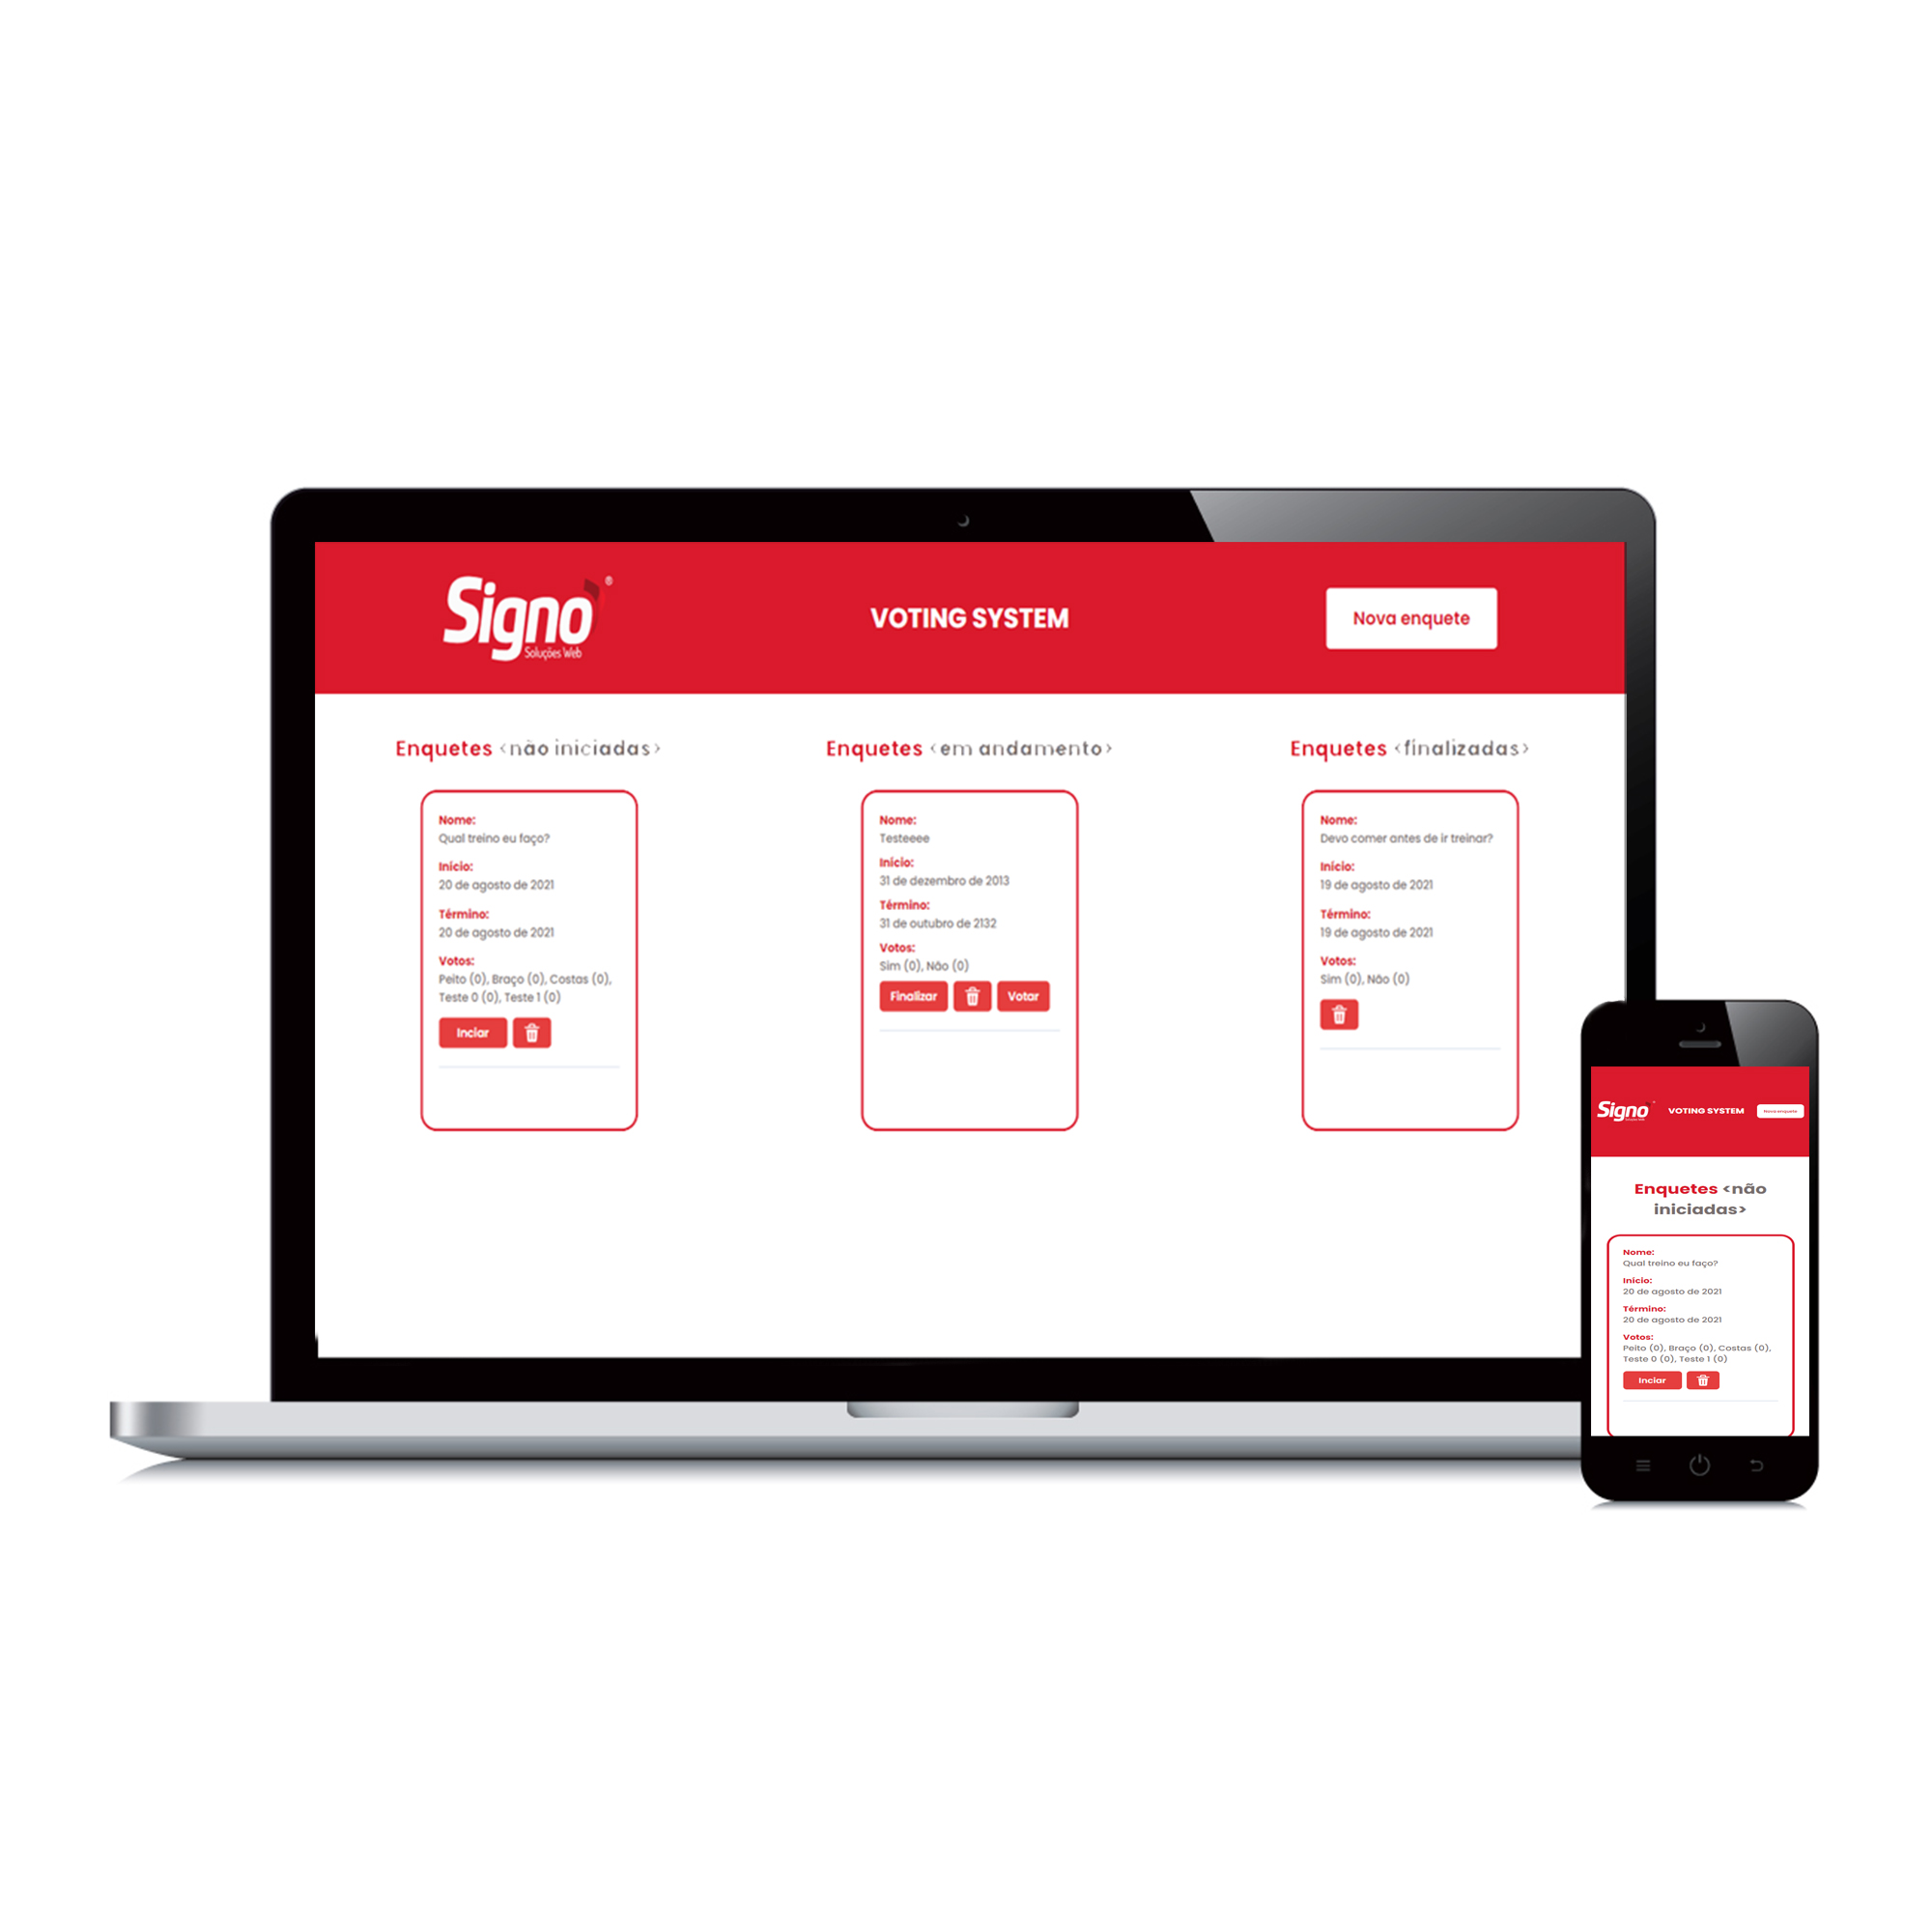 Signo®
Soluções Web
VOTING SYSTEM
Nova enquete
Enquetes <não iniciadas>
Nome:
Qual treino eu faço?
Início:
20 de agosto de 2021
Término:
20 de agosto de 2021
Votos:
Peito (0), Braço (0), Costas (0),
Teste 0 (0), Teste 1 (0)
Inciar
Enquetes <em andamento>
Nome:
Testeeee
Início:
31 de dezembro de 2013
Término:
31 de outubro de 2132
Votos:
Sim (0), Não (0)
Finalizar
Votar
Enquetes <finalizadas>
Nome:
Devo comer antes de ir treinar?
Início:
19 de agosto de 2021
Término:
19 de agosto de 2021
Votos:
Sim (0), Não (0)
Signo
Soluções Web
VOTING SYSTEM
Nova enquete
Enquetes <não
iniciadas>
Nome:
Qual treino eu faço?
Início:
20 de agosto de 2021
Término:
20 de agosto de 2021
Votos:
Peito (0), Braço (0), Costas (0),
Teste 0 (0), Teste 1 (0)
Inciar